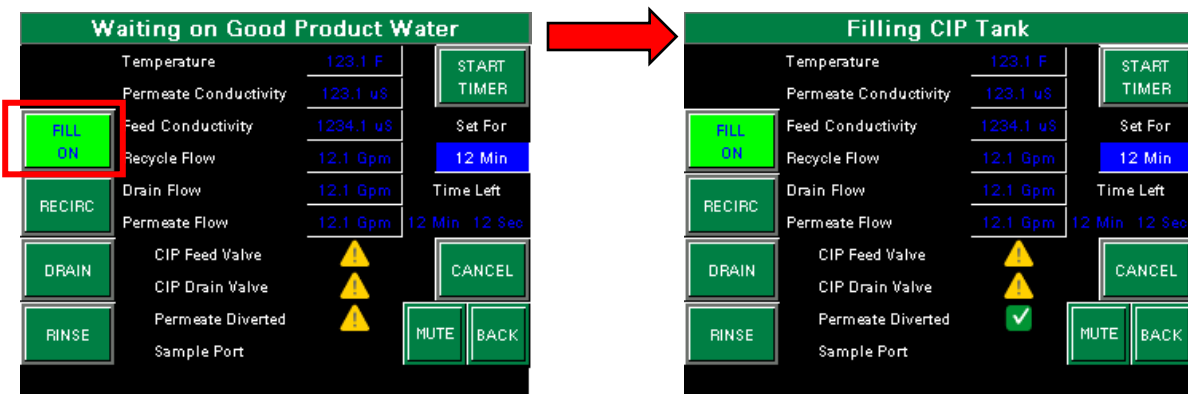 Waiting on Good Product Water
Temperature 123.1 F START TIMER
Permeate Conductivity 123.1 uS
FILL ON
Feed Conductivity 1234.1 uS Set For
Recycle Flow 12.1 Gpm 12 Min
RECIRC
Drain Flow 12.1 Gpm Time Left
Permeate Flow 12.1 Gpm 12 Min 12 Sec
DRAIN
CIP Feed Valve
CANCEL
CIP Drain Valve
RINSE
Permeate Diverted
MUTE BACK
Sample Port
Filling CIP Tank
Temperature 123.1 F START TIMER
Permeate Conductivity 123.1 uS
FILL ON
Feed Conductivity 1234.1 uS Set For
Recycle Flow 12.1 Gpm 12 Min
RECIRC
Drain Flow 12.1 Gpm Time Left
Permeate Flow 12.1 Gpm 12 Min 12 Sec
DRAIN
CIP Feed Valve
CANCEL
CIP Drain Valve
RINSE
Permeate Diverted
MUTE BACK
Sample Port